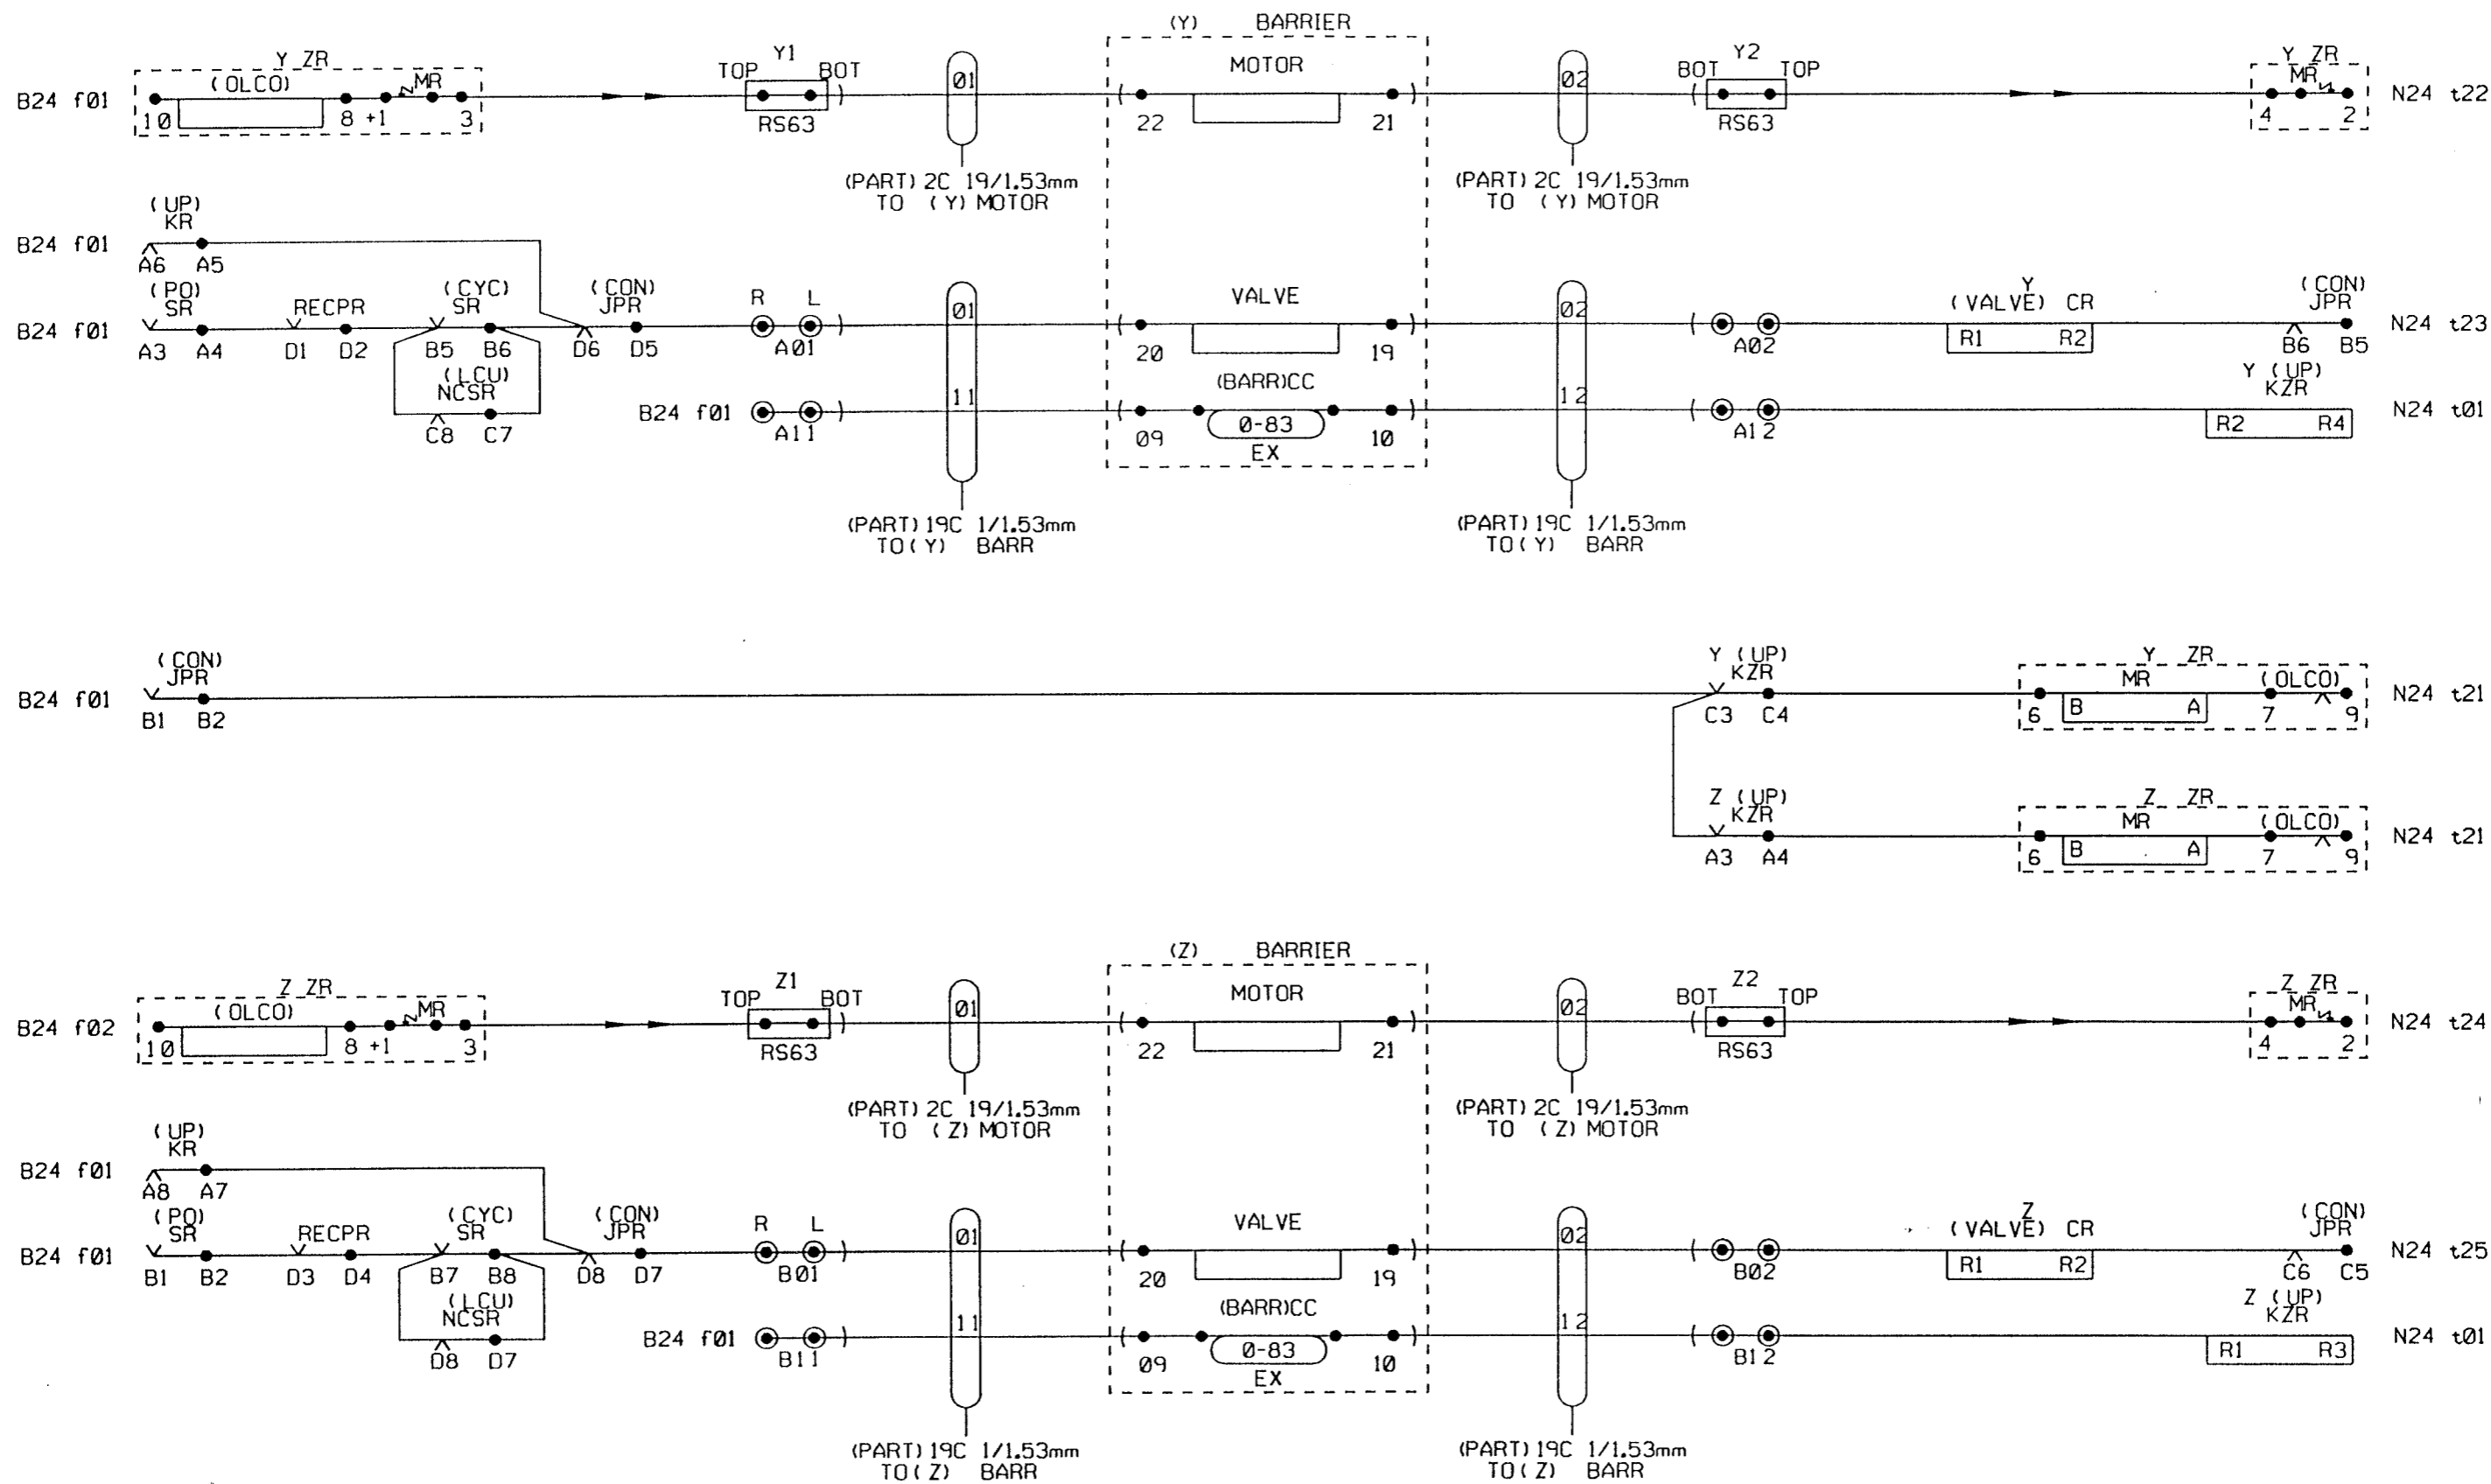 (Y) BARRIER
Y ZR
(OLCO) MR
B24 f01
10 8 +1 3
Y1
TOP BOT
RS63
01
MOTOR
22 21
02
Y2
BOT TOP
RS63
Y ZR
MR
4 2
N24 t22
(PART) 2C 19/1.53mm
TO (Y) MOTOR
(PART) 2C 19/1.53mm
TO (Y) MOTOR
(UP)
KR
B24 f01
A6 A5
(PO)
SR
RECPR
(CYC)
SR
(CON)
JPR
B24 f01
A3 A4 D1 D2 B5 B6 D6 D5
R L
A01
01
VALVE
20 19
02
A02
Y
(VALVE) CR
R1 R2
(CON)
JPR
B6 B5
N24 t23
(LCU)
NCSR
C8 C7
B24 f01
A11
11
(BARR)CC
09 0-83 10
EX
12
A12
Y (UP)
KZR
R2 R4
N24 t01
(PART) 19C 1/1.53mm
TO(Y) BARR
(PART) 19C 1/1.53mm
TO(Y) BARR
(CON)
JPR
B24 f01
B1 B2
Y (UP)
KZR
C3 C4
Y ZR
MR (OLCO)
6 B A 7 9
N24 t21
Z (UP)
KZR
A3 A4
Z ZR
MR (OLCO)
6 B A 7 9
N24 t21
(Z) BARRIER
Z ZR
(OLCO) MR
B24 f02
10 8 +1 3
Z1
TOP BOT
RS63
01
MOTOR
22 21
02
Z2
BOT TOP
RS63
Z ZR
MR
4 2
N24 t24
(PART) 2C 19/1.53mm
TO (Z) MOTOR
(PART) 2C 19/1.53mm
TO (Z) MOTOR
(UP)
KR
B24 f01
A8 A7
(PO)
SR
RECPR
(CYC)
SR
(CON)
JPR
B24 f01
B1 B2 D3 D4 B7 B8 D8 D7
R L
B01
01
VALVE
20 19
02
B02
Z
(VALVE) CR
R1 R2
(CON)
JPR
C6 C5
N24 t25
(LCU)
NCSR
D8 D7
B24 f01
B11
11
(BARR)CC
09 0-83 10
EX
12
B12
Z (UP)
KZR
R1 R3
N24 t01
(PART) 19C 1/1.53mm
TO(Z) BARR
(PART) 19C 1/1.53mm
TO(Z) BARR